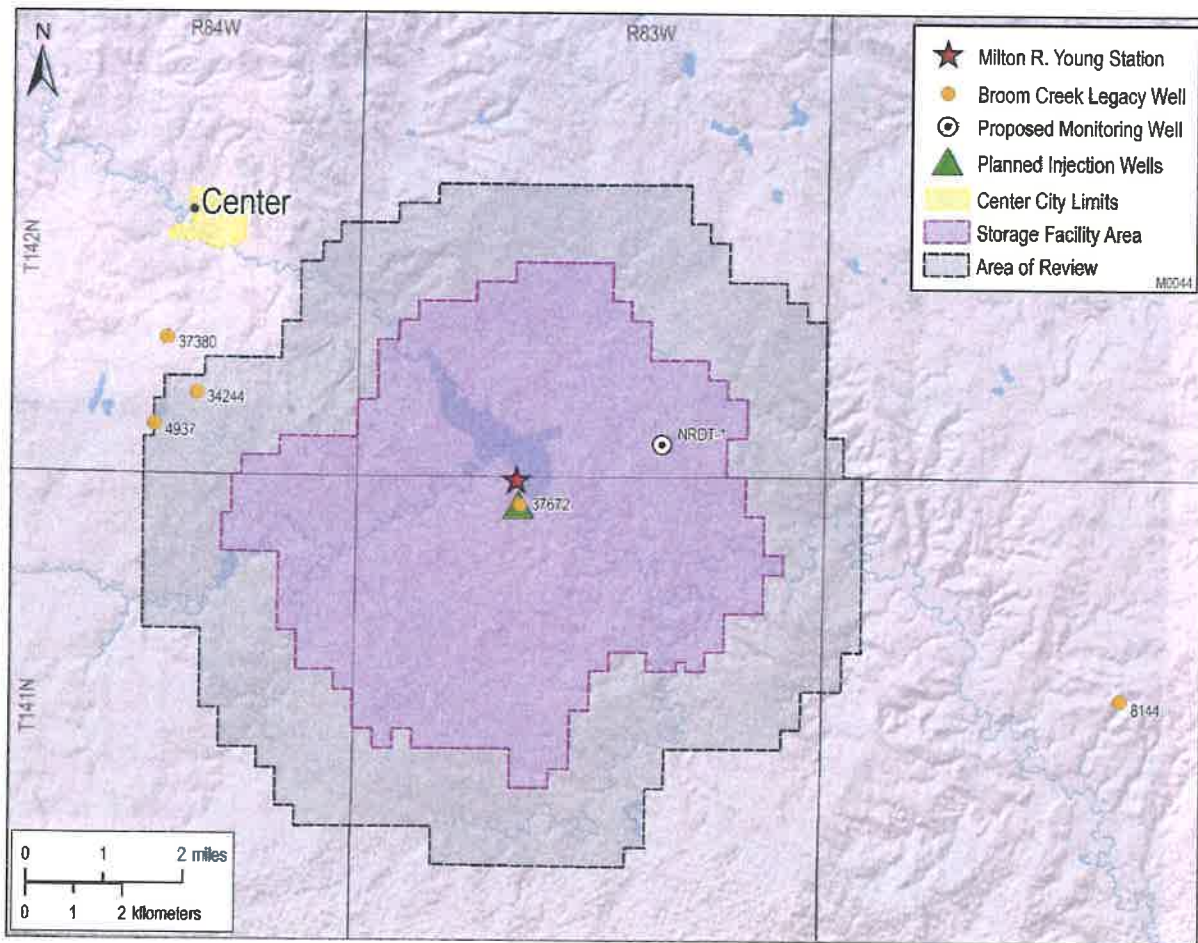 N
R84W
R83W
Milton R. Young Station
Broom Creek Legacy Well
Proposed Monitoring Well
Planned Injection Wells
Center City Limits
Storage Facility Area
Area of Review
M0044
Center
T142N
37380
34244
4937
NRDT-1
37672
T141N
8144
0 1 2 miles
0 1 2 kilometers